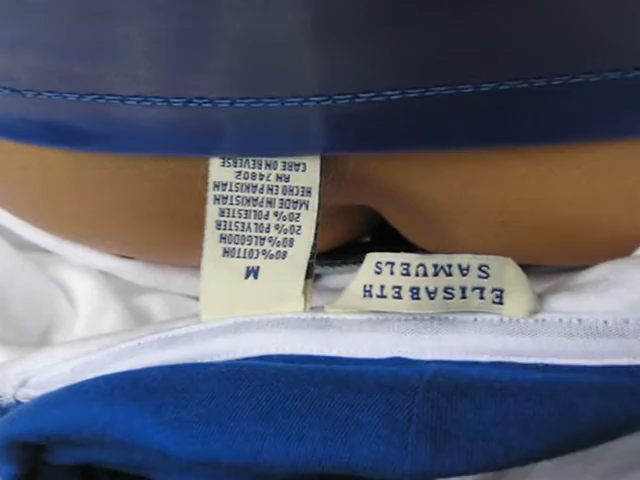 ELISABETH
SAMUELS
M
80% COTTON
80% ALGODON
20% POLYESTER
20% POLIESTER
MADE IN PAKISTAN
HECHO EN PAKISTAN
RN 74802
CARE ON REVERSE